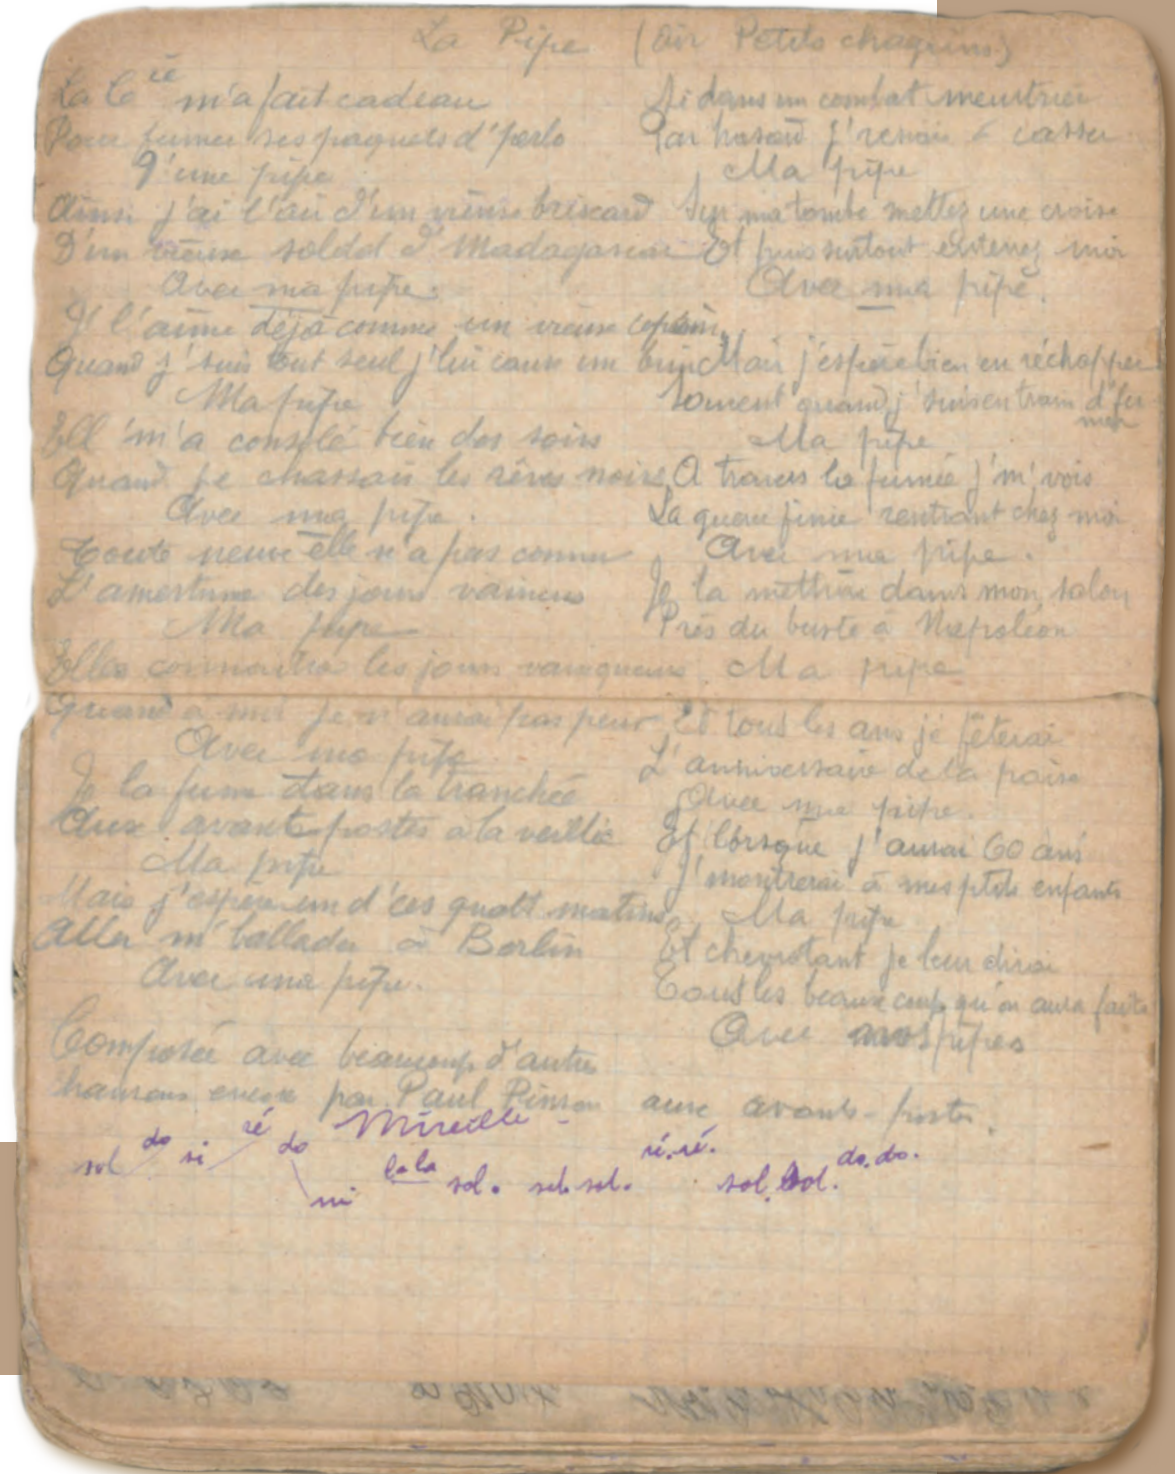 La Pipe (Air Petits chagrins)
La Cie m'a fait cadeau
Pour fumer ses paquets d'perlo
D'une pipe
Ainsi j'ai l'air d'un vieux briscard
D'un vieux soldat d'Madagascar
Avec ma pipe.
J'l'aime déjà comme un vieux copain,
Quand j'suis tout seul j'lui cause un brin
Ma pipe
Ell'm'a consolé bien des soirs
Quand je chassais les rêves noirs
Avec ma pipe.
Toute neuve elle n'a pas connu
L'amertume des jours vaincus
Ma pipe
Elle connaitra les jours vainqueurs
Quand à moi je n'aurai pas peur
Avec ma pipe
Je la fume dans la tranchée
Aux avants postes à la veillée
Ma pipe
Mais j'espère un d'ces quatt matins
Aller m'ballader à Berlin
Avec ma pipe.
Si dans un combat meurtrier
Par hasard j'venais à casser
Ma pipe
Sur ma tombe mettez une croix
Et puis surtout enterrez moi
Avec ma pipe.
Mais j'espère bien en réchapper
Souvent quand j'suis en train d'fumer
Ma pipe
A travers la fumée j'm'vois
La guerre finie rentrant chez moi
Avec ma pipe.
Je la mettrai dans mon salon
Près du buste à Napoléon
Ma pipe
Et tous les ans je fêterai
L'anniversaire de la paix
Avec ma pipe.
Et lorsque j'aurai 60 ans
J'montrerai à mes ptits enfants
Ma pipe
Et chevrotant je leur dirai
Tous les beaux coups qu'on aura faits
Avec nos pipes
Composée avec beaucoup d'autres
chansons encore par Paul Pinson aux avants-postes.
Mireille
sol do si ré do mi la la sol. sol. sol. ré. ré. sol. sol. do. do.